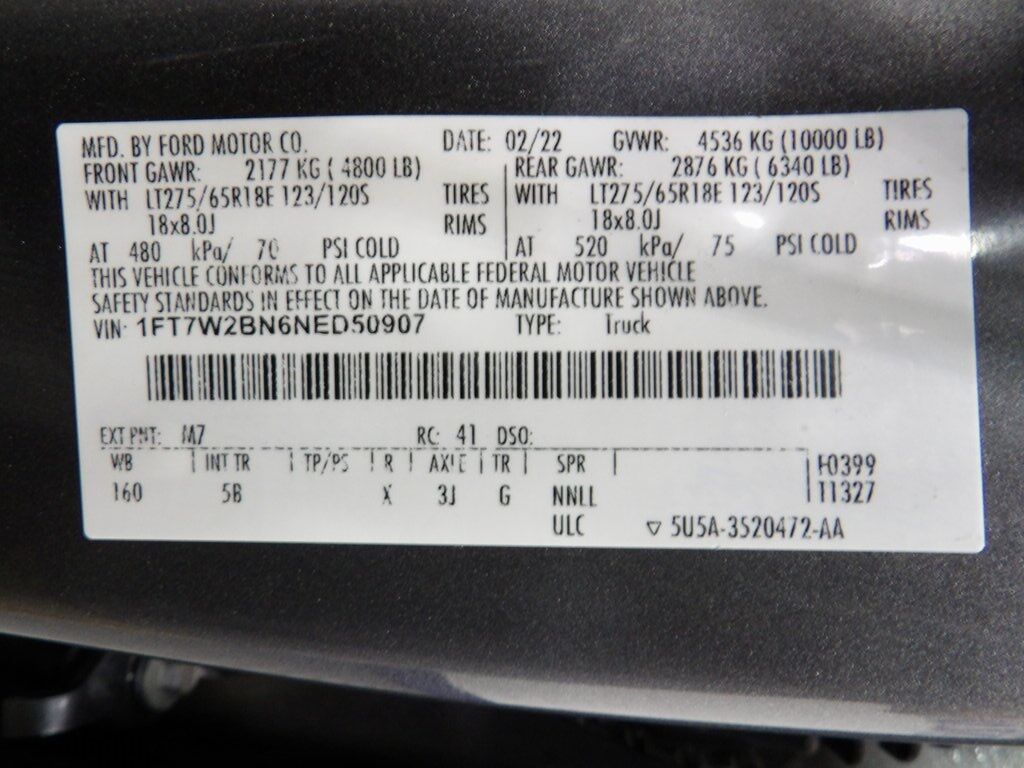 MFD. BY FORD MOTOR CO. DATE: 02/22 GVWR: 4536 KG (10000 LB)
FRONT GAWR: 2177 KG ( 4800 LB) REAR GAWR: 2876 KG ( 6340 LB)
WITH LT275/65R18E 123/120S TIRES WITH LT275/65R18E 123/120S TIRES
18x8.0J RIMS 18x8.0J RIMS
AT 480 kPa/ 70 PSI COLD AT 520 kPa/ 75 PSI COLD
THIS VEHICLE CONFORMS TO ALL APPLICABLE FEDERAL MOTOR VEHICLE
SAFETY STANDARDS IN EFFECT ON THE DATE OF MANUFACTURE SHOWN ABOVE.
VIN: 1FT7W2BN6NED50907 TYPE: Truck
EXT PNT: M7 RC: 41 DSO:
WB INT TR TP/PS R AXLE TR SPR F0399
160 5B X 3J G NNLL 11327
ULC ▽ 5U5A-3520472-AA